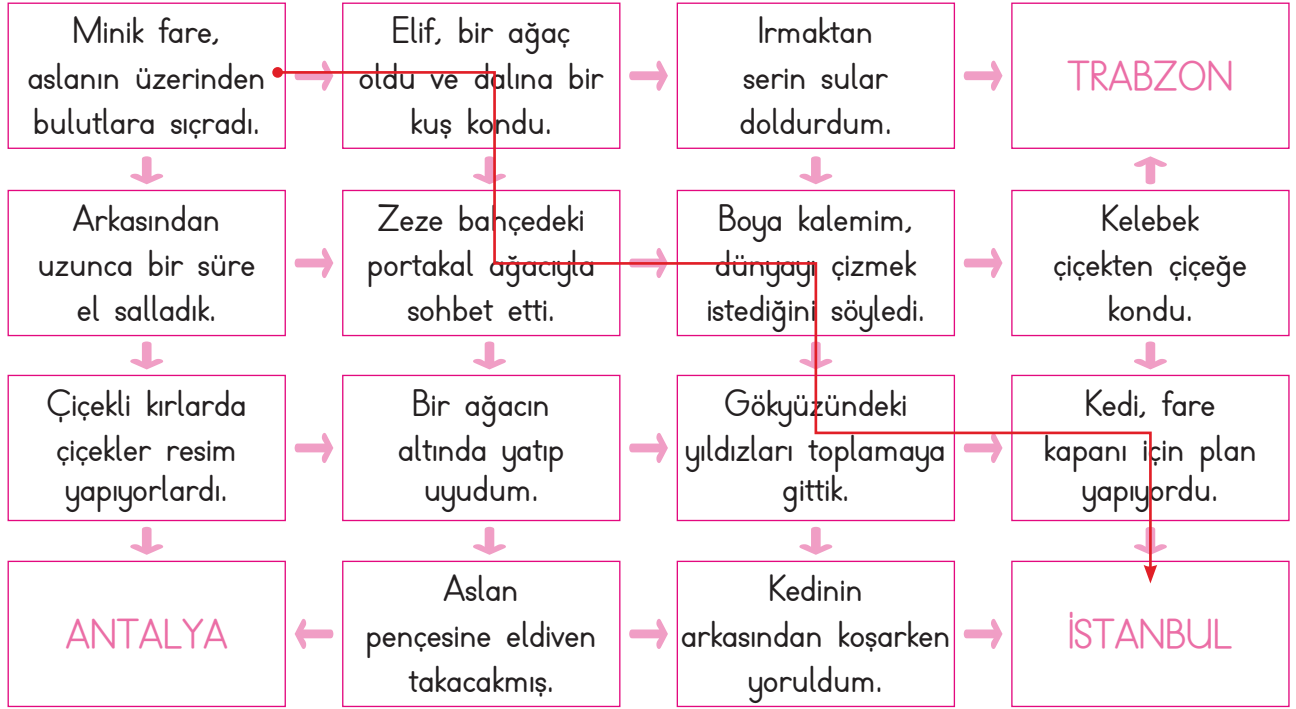 Minik fare,
aslanın üzerinden
bulutlara sıçradı.
Elif, bir ağaç
oldu ve dalına bir
kuş kondu.
Irmaktan
serin sular
doldurdum.
TRABZON
Arkasından
uzunca bir süre
el salladık.
Zeze bahçedeki
portakal ağacıyla
sohbet etti.
Boya kalemim,
dünyayı çizmek
istediğini söyledi.
Kelebek
çiçekten çiçeğe
kondu.
Çiçekli kırlarda
çiçekler resim
yapıyorlardı.
Bir ağacın
altında yatıp
uyudum.
Gökyüzündeki
yıldızları toplamaya
gittik.
Kedi, fare
kapanı için plan
yapıyordu.
ANTALYA
Aslan
pençesine eldiven
takacakmış.
Kedinin
arkasından koşarken
yoruldum.
İSTANBUL